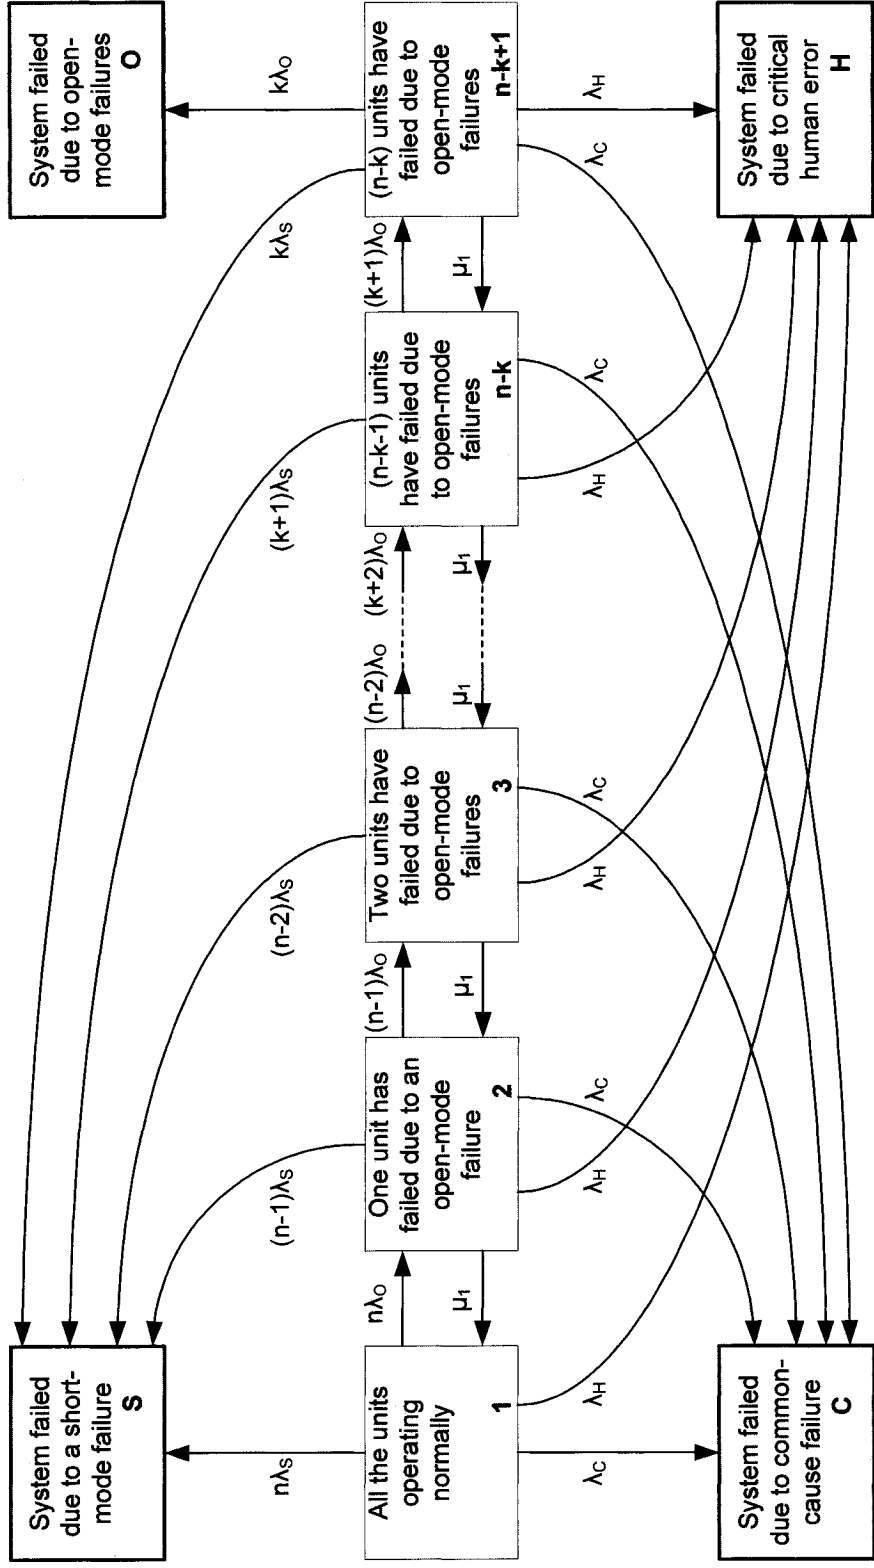 System failed
due to a short-
mode failure
S
System failed
due to open-
mode failures
O
nλS
(n-1)λS
(n-2)λS
(k+1)λS
kλS
kλO
All the units
operating
normally
1
nλO
μ1
One unit has
failed due to an
open-mode
failure
2
(n-1)λO
μ1
Two units have
failed due to
open-mode
failures
3
(n-2)λO
μ1
(k+2)λO
μ1
(n-k-1) units
have failed due
to open-mode
failures
n-k
(k+1)λO
μ1
(n-k) units have
failed due to
open-mode
failures
n-k+1
λC
λH
λH
λC
λH
λC
λH
λC
λC
λH
System failed
due to common-
cause failure
C
System failed
due to critical
human error
H